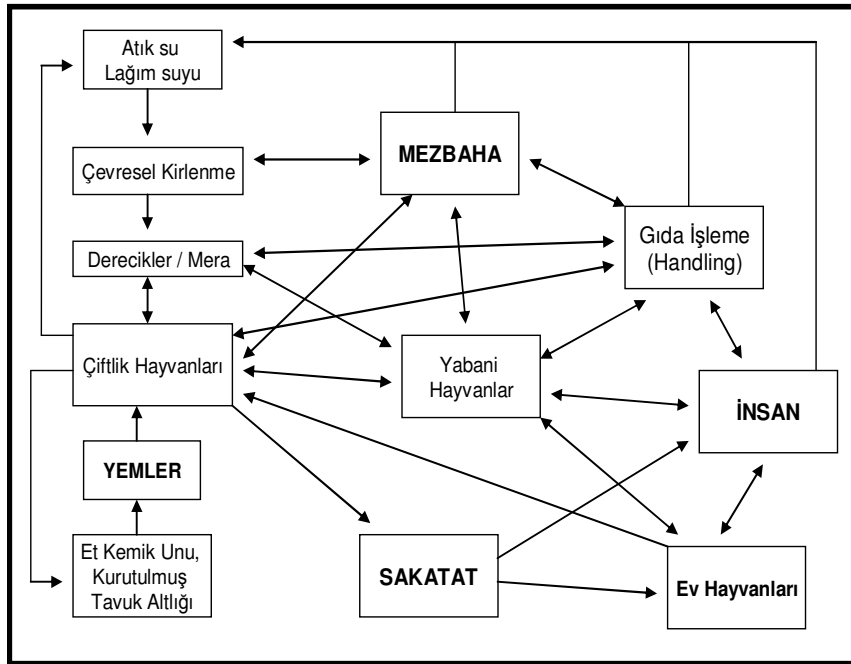 Atık su
Lağım suyu
MEZBAHA
Çevresel Kirlenme
Gıda İşleme
(Handling)
Derecikler / Mera
Çiftlik Hayvanları
Yabani
Hayvanlar
İNSAN
YEMLER
Et Kemik Unu,
Kurutulmuş
Tavuk Altlığı
SAKATAT
Ev Hayvanları